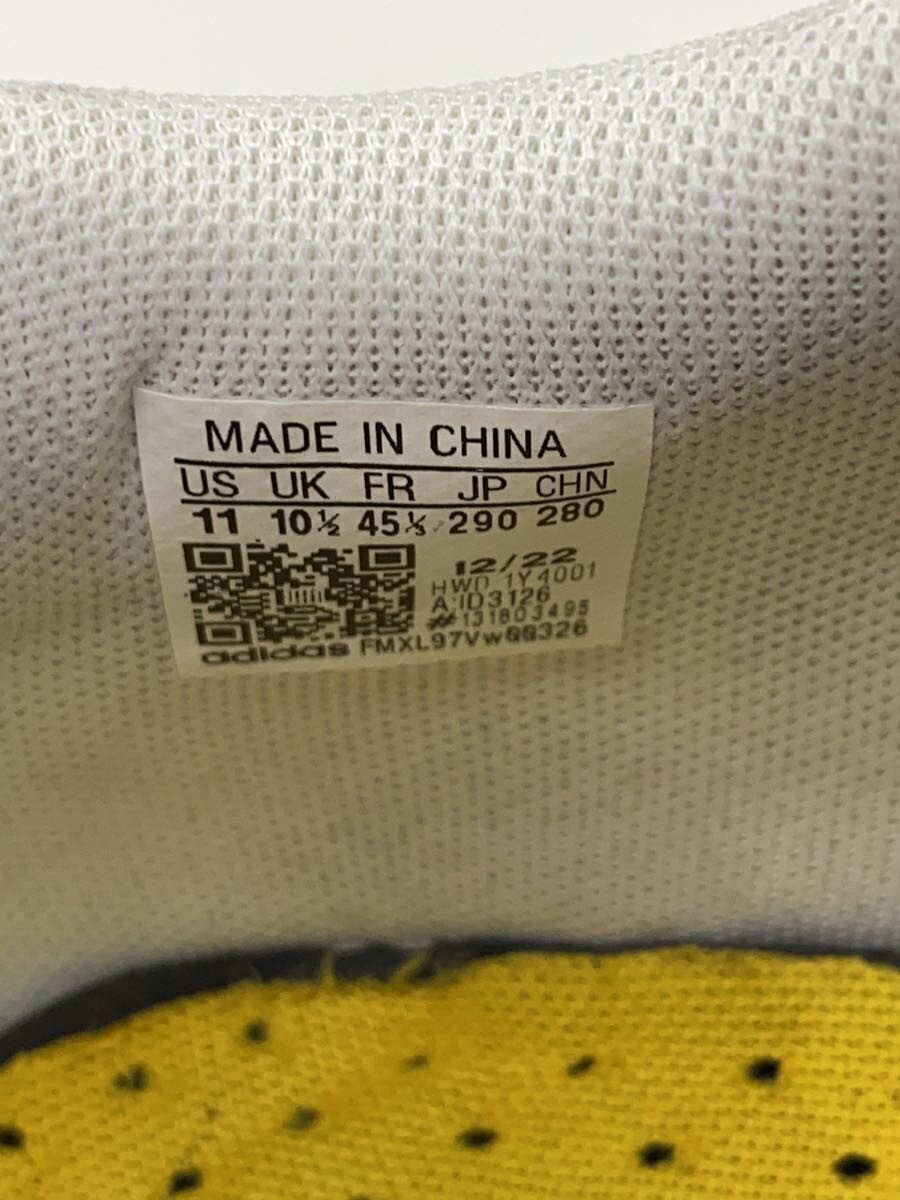 MADE IN CHINA
US UK FR JP CHN
11 10½ 45⅓ 290 280
12/22
HWD 1Y4001
A:ID3126
#131803495
adidas FMXL97VwQQ326